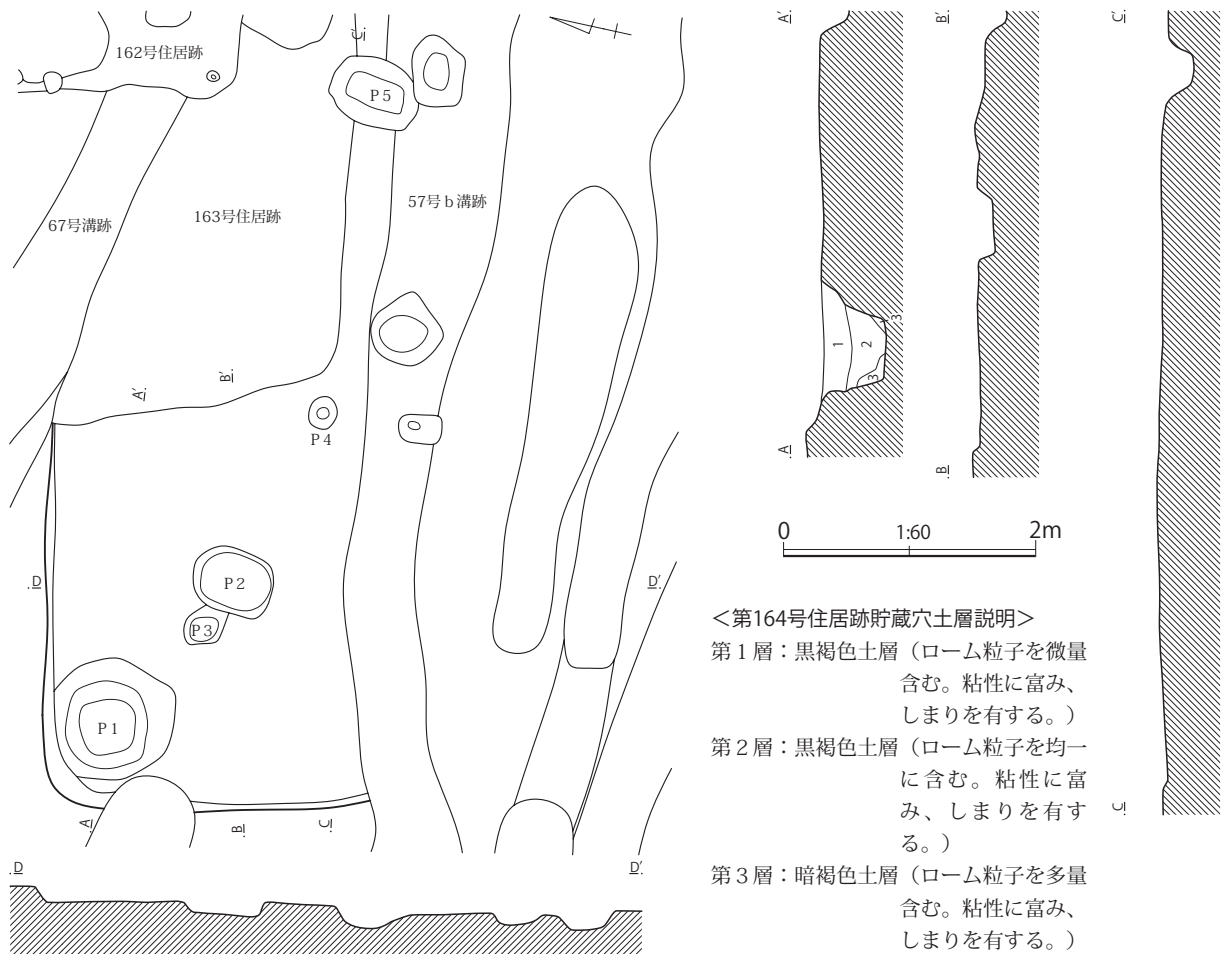 162号住居跡
P5
C′
67号溝跡
163号住居跡
57号b溝跡
A′
B′
P4
D
D′
P2
P3
P1
A
B
C
D
D′
A′
B′
C′
1
2
3
3
A
B
C
0
1:60
2m
＜第164号住居跡貯蔵穴土層説明＞
第1層：黒褐色土層（ローム粒子を微量
含む。粘性に富み、
しまりを有する。）
第2層：黒褐色土層（ローム粒子を均一
に含む。粘性に富
み、しまりを有す
る。）
第3層：暗褐色土層（ローム粒子を多量
含む。粘性に富み、
しまりを有する。）